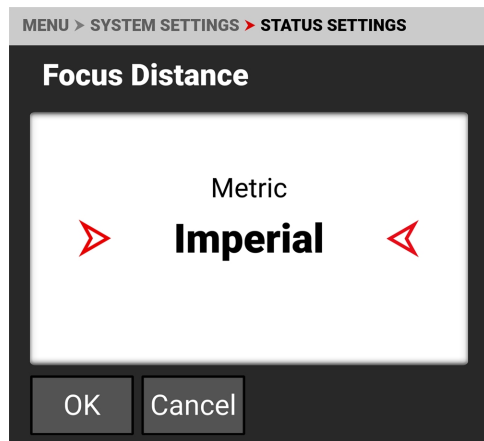 MENU > SYSTEM SETTINGS > STATUS SETTINGS
Focus Distance
Metric
Imperial
OK Cancel